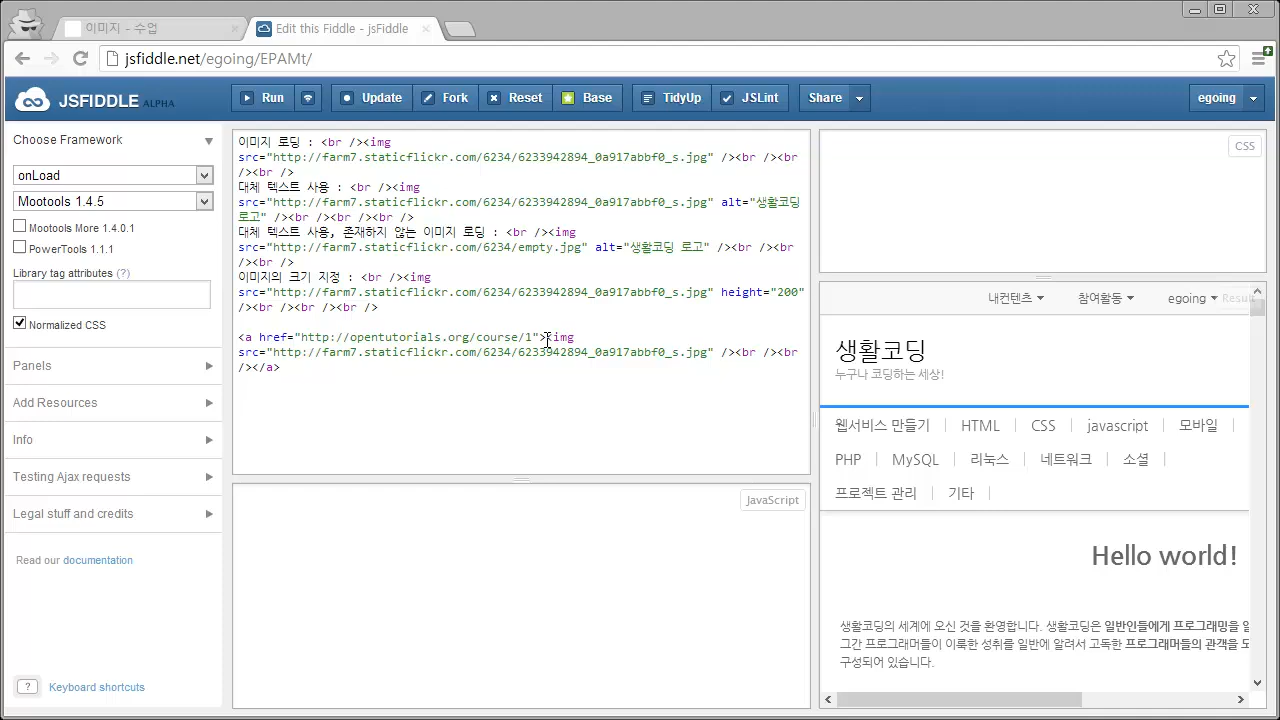 이미지 - 수업
Edit this Fiddle - jsFiddle
jsfiddle.net/egoing/EPAMt/
JSFIDDLE ALPHA
Run
Update
Fork
Reset
Base
TidyUp
JSLint
Share
egoing
Choose Framework
onLoad
Mootools 1.4.5
Mootools More 1.4.0.1
PowerTools 1.1.1
Library tag attributes (?)
Normalized CSS
Panels
Add Resources
Info
Testing Ajax requests
Legal stuff and credits
Read our documentation
? Keyboard shortcuts
이미지 로딩 : <br /><img
src="http://farm7.staticflickr.com/6234/6233942894_0a917abbf0_s.jpg" /><br /><br
/><br />
대체 텍스트 사용 : <br /><img
src="http://farm7.staticflickr.com/6234/6233942894_0a917abbf0_s.jpg" alt="생활코딩
로고" /><br /><br /><br />
대체 텍스트 사용, 존재하지 않는 이미지 로딩 : <br /><img
src="http://farm7.staticflickr.com/6234/empty.jpg" alt="생활코딩 로고" /><br /><br
/><br />
이미지의 크기 지정 : <br /><img
src="http://farm7.staticflickr.com/6234/6233942894_0a917abbf0_s.jpg" height="200"
/><br /><br /><br />
<a href="http://opentutorials.org/course/1"><img
src="http://farm7.staticflickr.com/6234/6233942894_0a917abbf0_s.jpg" /><br /><br
/></a>
JavaScript
CSS
내컨텐츠
참여활동
egoing
Result
생활코딩
누구나 코딩하는 세상!
웹서비스 만들기 | HTML | CSS | javascript | 모바일 |
PHP | MySQL | 리눅스 | 네트워크 | 소셜 |
프로젝트 관리 | 기타 |
Hello world!
생활코딩의 세계에 오신 것을 환영합니다. 생활코딩은 일반인들에게 프로그래밍을
그간 프로그래머들이 이룩한 성취를 일반에 알려서 고독한 프로그래머들의 관객을
구성되어 있습니다.